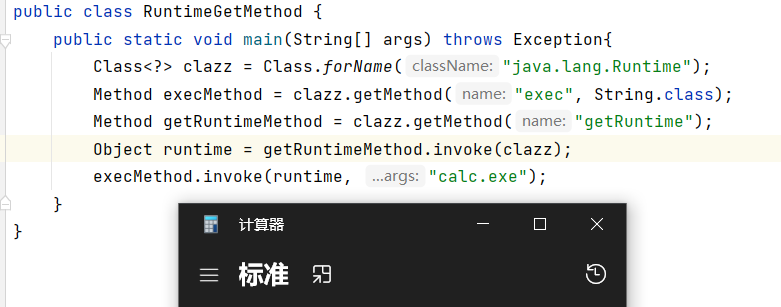 public class RuntimeGetMethod {
    public static void main(String[] args) throws Exception{
        Class<?> clazz = Class.forName( className: "java.lang.Runtime");
        Method execMethod = clazz.getMethod( name: "exec", String.class);
        Method getRuntimeMethod = clazz.getMethod( name: "getRuntime");
        Object runtime = getRuntimeMethod.invoke(clazz);
        execMethod.invoke(runtime, ...args: "calc.exe");
    }
}
计算器
标准